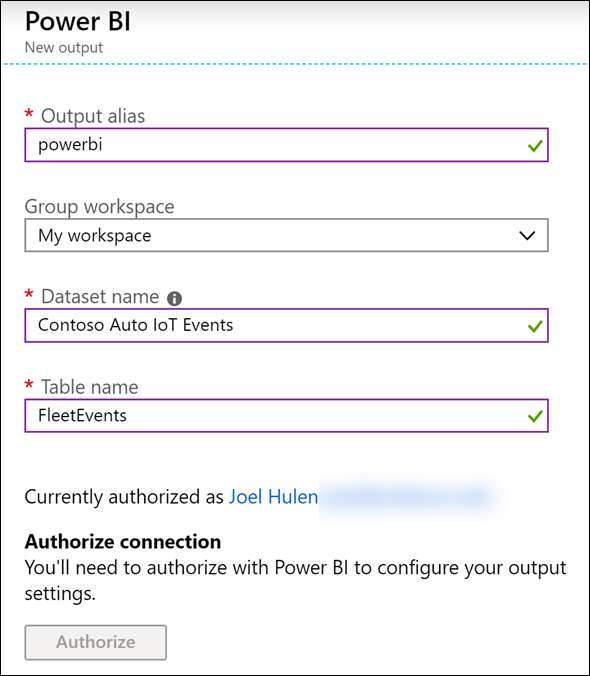 Power BI
New output
* Output alias
powerbi
Group workspace
My workspace
* Dataset name
Contoso Auto IoT Events
* Table name
FleetEvents
Currently authorized as Joel Hulen
Authorize connection
You'll need to authorize with Power BI to configure your output
settings.
Authorize